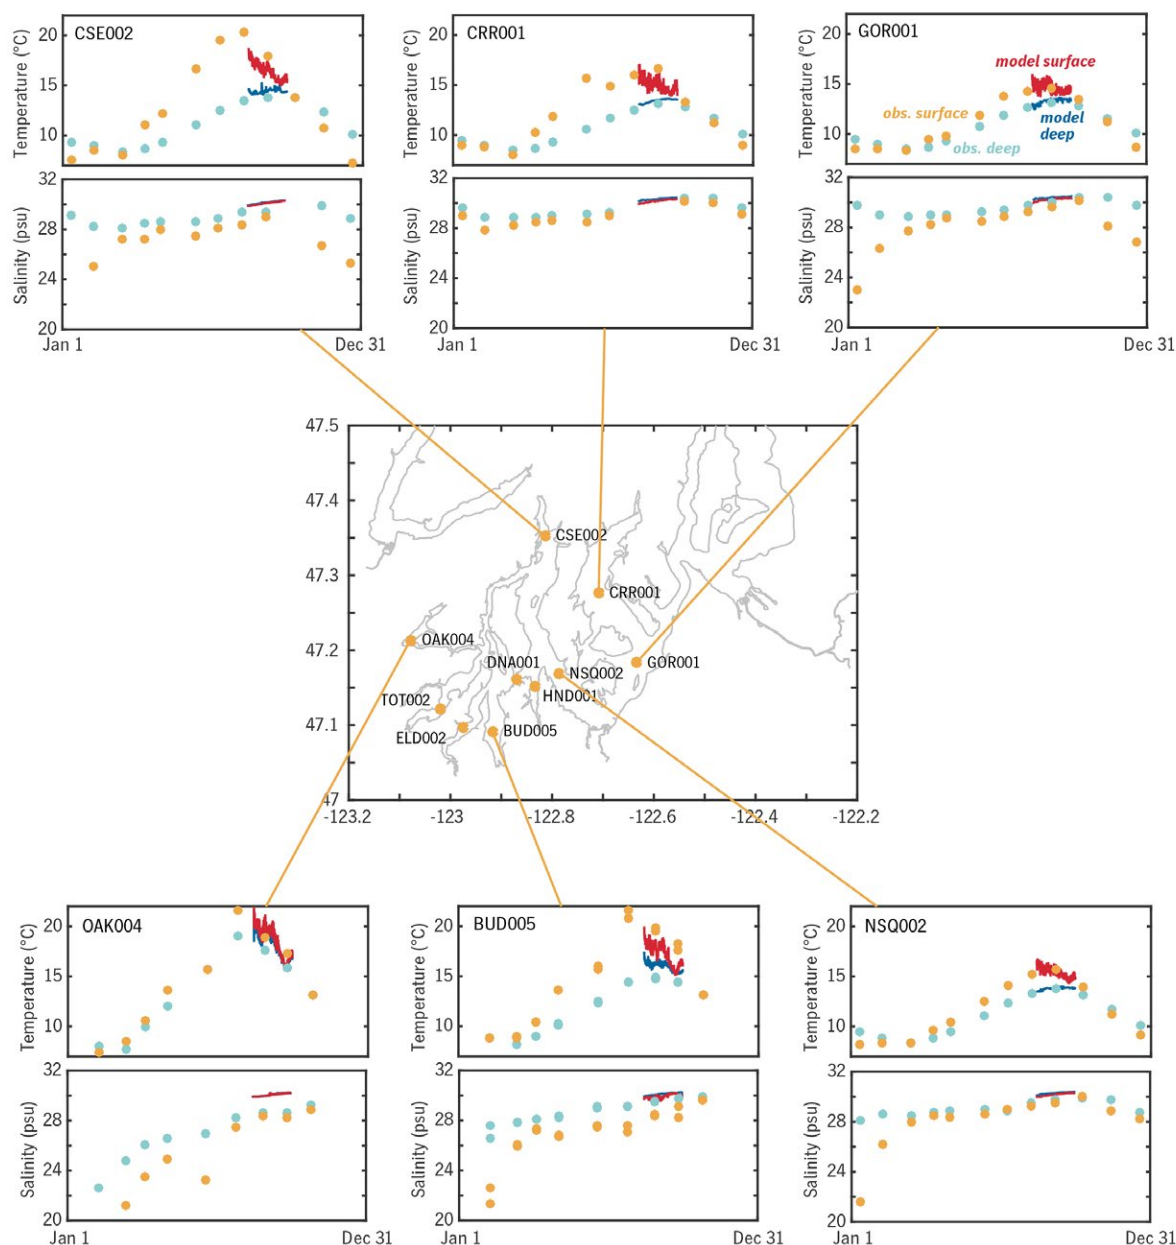 CSE002
Temperature (°C)
20
15
10
Salinity (psu)
32
28
24
20
Jan 1
Dec 31
CRR001
Temperature (°C)
20
15
10
Salinity (psu)
32
28
24
20
Jan 1
Dec 31
GOR001
model surface
obs. surface
model
deep
obs. deep
Temperature (°C)
20
15
10
Salinity (psu)
32
28
24
20
Jan 1
Dec 31
47.5
47.4
47.3
47.2
47.1
47
-123.2
-123
-122.8
-122.6
-122.4
-122.2
CSE002
CRR001
OAK004
DNA001
NSQ002
GOR001
HND001
TOT002
ELD002
BUD005
OAK004
Temperature (°C)
20
15
10
Salinity (psu)
32
28
24
20
Jan 1
Dec 31
BUD005
Temperature (°C)
20
15
10
Salinity (psu)
32
28
24
20
Jan 1
Dec 31
NSQ002
Temperature (°C)
20
15
10
Salinity (psu)
32
28
24
20
Jan 1
Dec 31